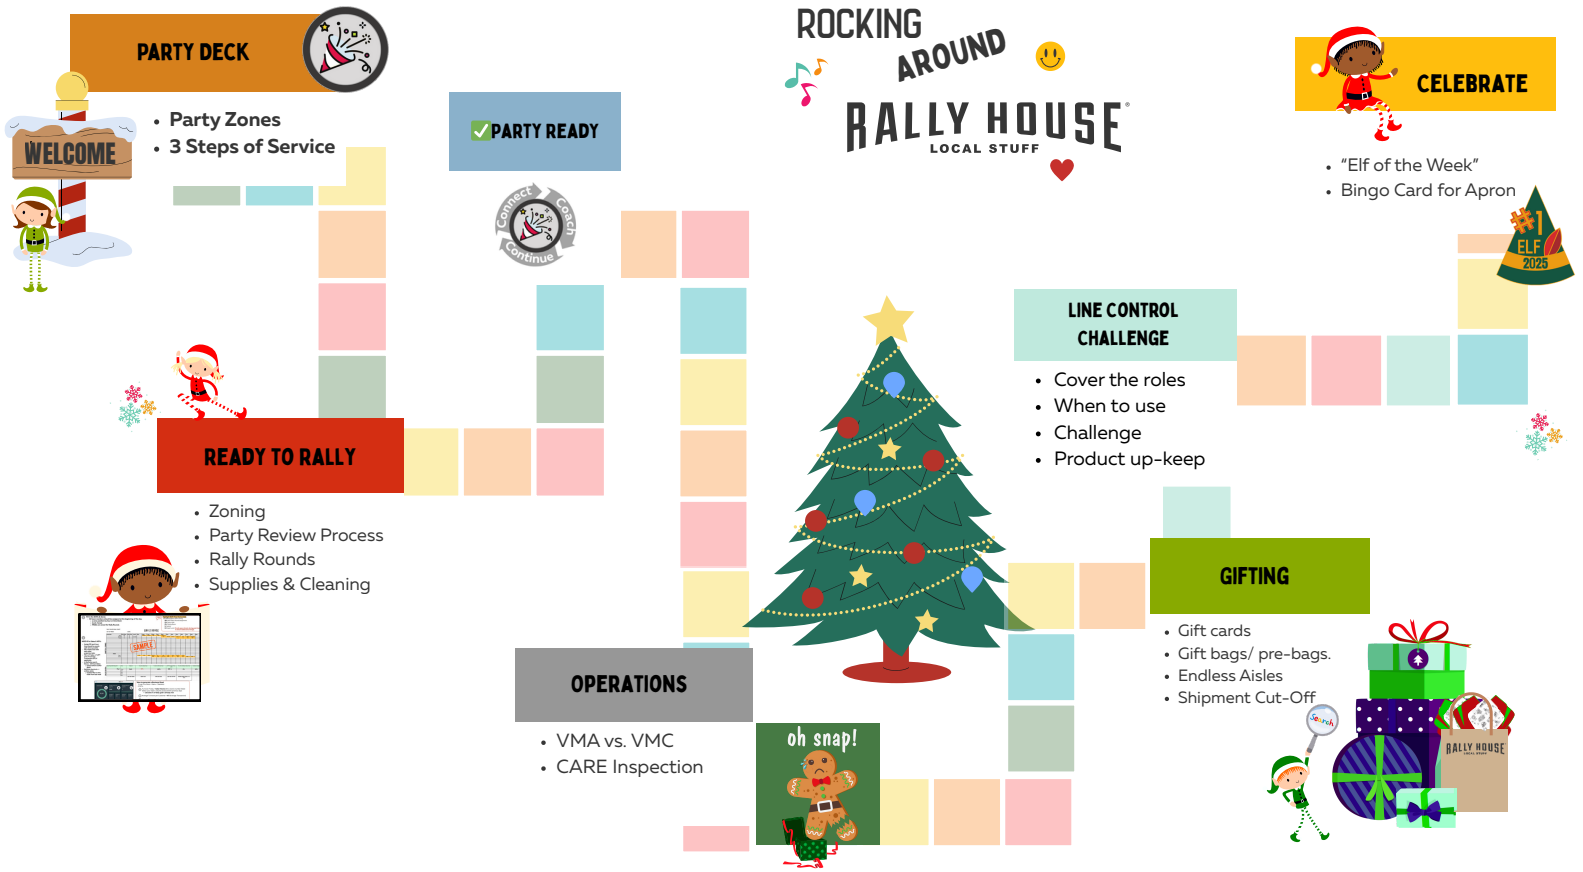 PARTY DECK
Party Zones
3 Steps of Service
WELCOME
PARTY READY
Connect
Coach
Continue
ROCKING
AROUND
RALLY HOUSE
LOCAL STUFF
CELEBRATE
“Elf of the Week”
Bingo Card for Apron
#1
ELF
2025
READY TO RALLY
Zoning
Party Review Process
Rally Rounds
Supplies & Cleaning
SAMPLE
OPERATIONS
VMA vs. VMC
CARE Inspection
oh snap!
LINE CONTROL
CHALLENGE
Cover the roles
When to use
Challenge
Product up-keep
GIFTING
Gift cards
Gift bags/ pre-bags.
Endless Aisles
Shipment Cut-Off
Search
RALLY HOUSE
LOCAL STUFF